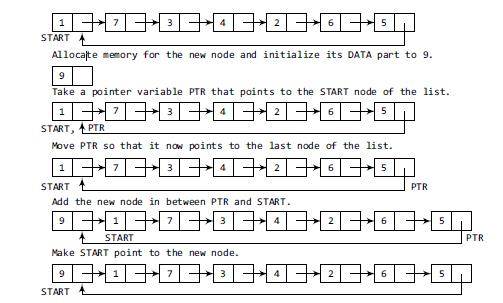 1 7 3 4 2 6 5
START
Allocate memory for the new node and initialize its DATA part to 9.
9
Take a pointer variable PTR that points to the START node of the list.
1 7 3 4 2 6 5
START, PTR
Move PTR so that it now points to the last node of the list.
1 7 3 4 2 6 5
START PTR
Add the new node in between PTR and START.
9 1 7 3 4 2 6 5
START PTR
Make START point to the new node.
9 1 7 3 4 2 6 5
START